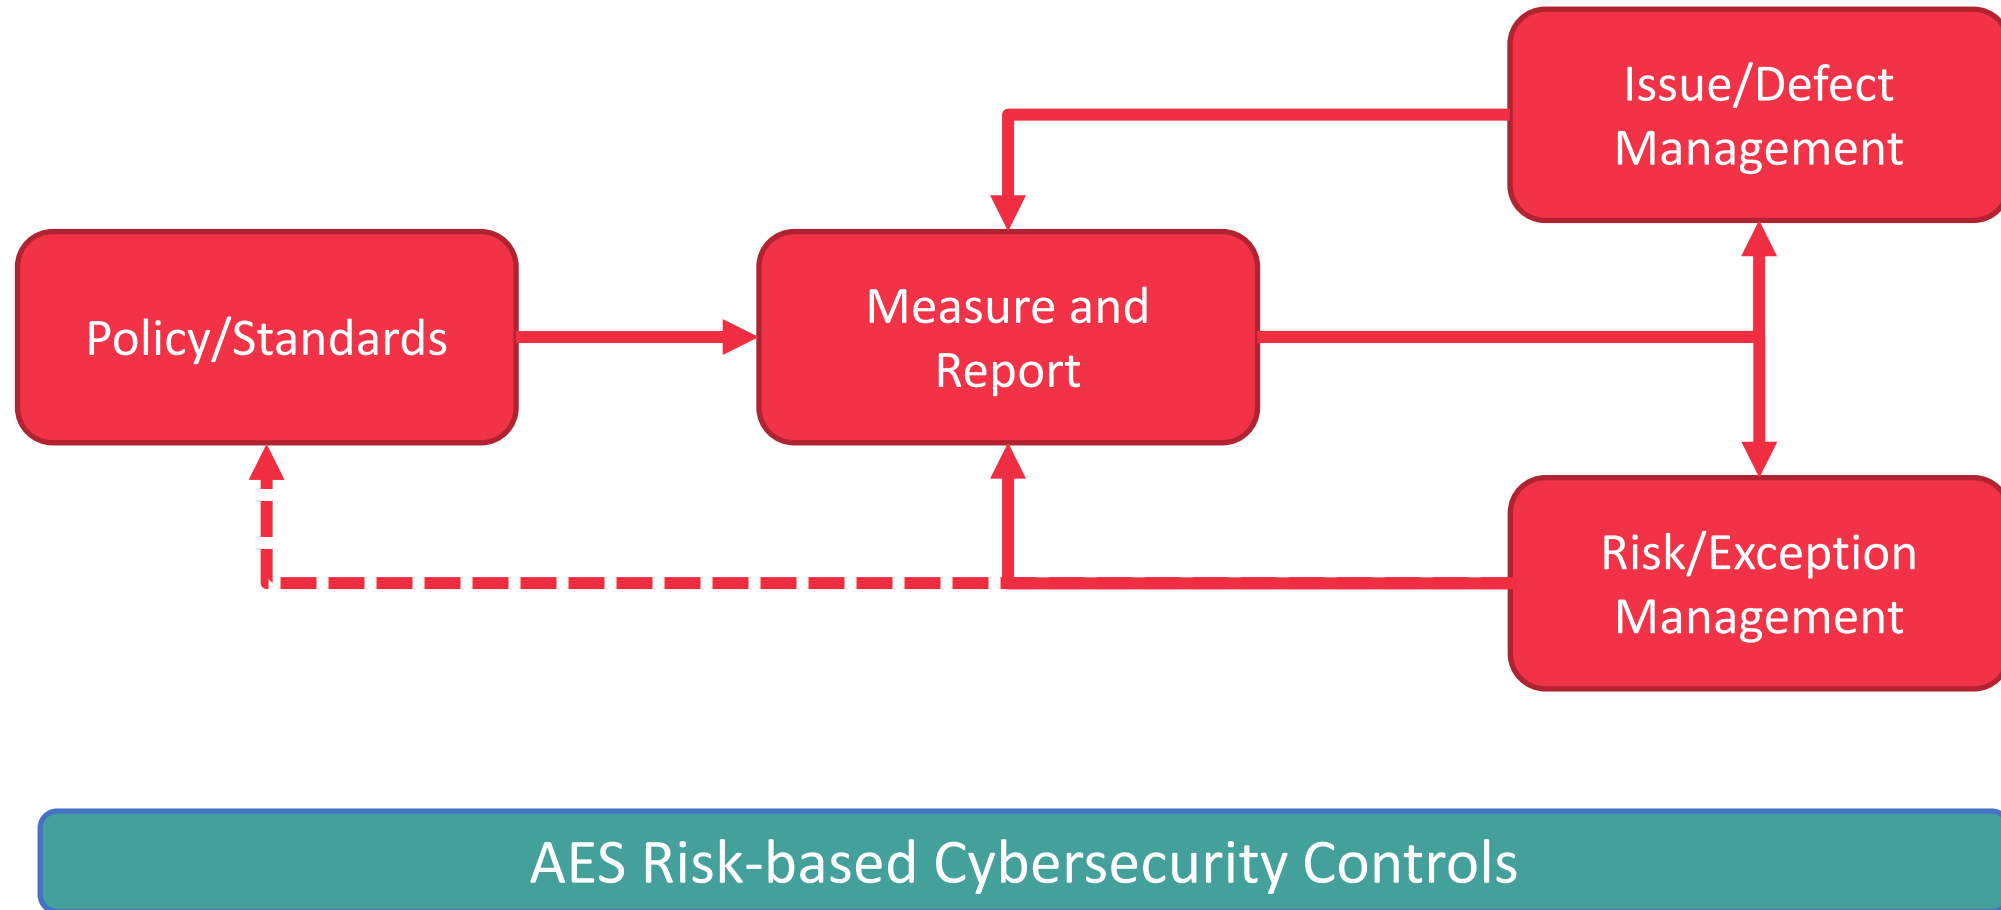 Issue/Defect
Management
Policy/Standards
Measure and
Report
Risk/Exception
Management
AES Risk-based Cybersecurity Controls